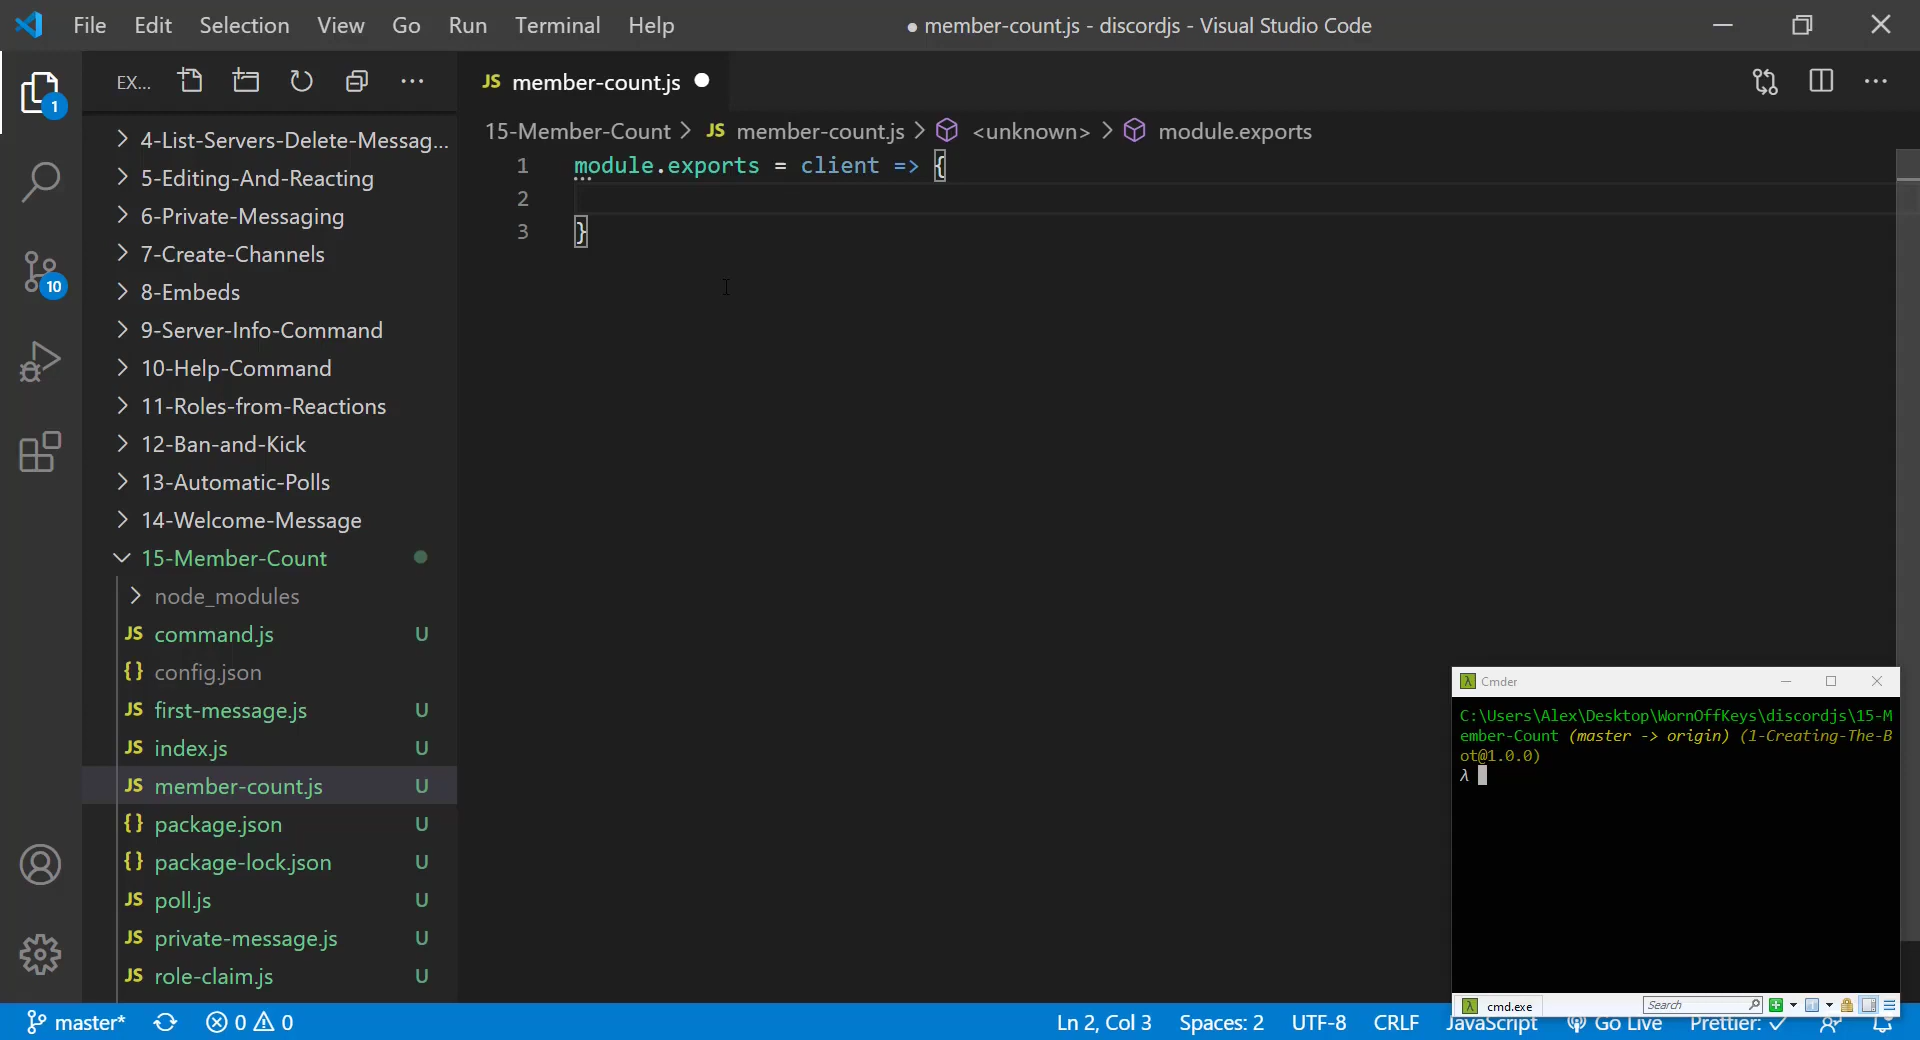 File Edit Selection View Go Run Terminal Help
● member-count.js - discordjs - Visual Studio Code
EX...
JS member-count.js
15-Member-Count > JS member-count.js > <unknown> > module.exports
1 module.exports = client => {
2
3 }
4-List-Servers-Delete-Messag...
5-Editing-And-Reacting
6-Private-Messaging
7-Create-Channels
8-Embeds
9-Server-Info-Command
10-Help-Command
11-Roles-from-Reactions
12-Ban-and-Kick
13-Automatic-Polls
14-Welcome-Message
15-Member-Count
node_modules
JS command.js U
{} config.json
JS first-message.js U
JS index.js U
JS member-count.js U
{} package.json U
{} package-lock.json U
JS poll.js U
JS private-message.js U
JS role-claim.js U
1
10
λ Cmder
C:\Users\Alex\Desktop\WornOffKeys\discordjs\15-M
ember-Count (master -> origin) (1-Creating-The-B
ot@1.0.0)
λ
λ cmd.exe
Search
master* 0 0
Ln 2, Col 3 Spaces: 2 UTF-8 CRLF JavaScript Go Live Prettier: ✓